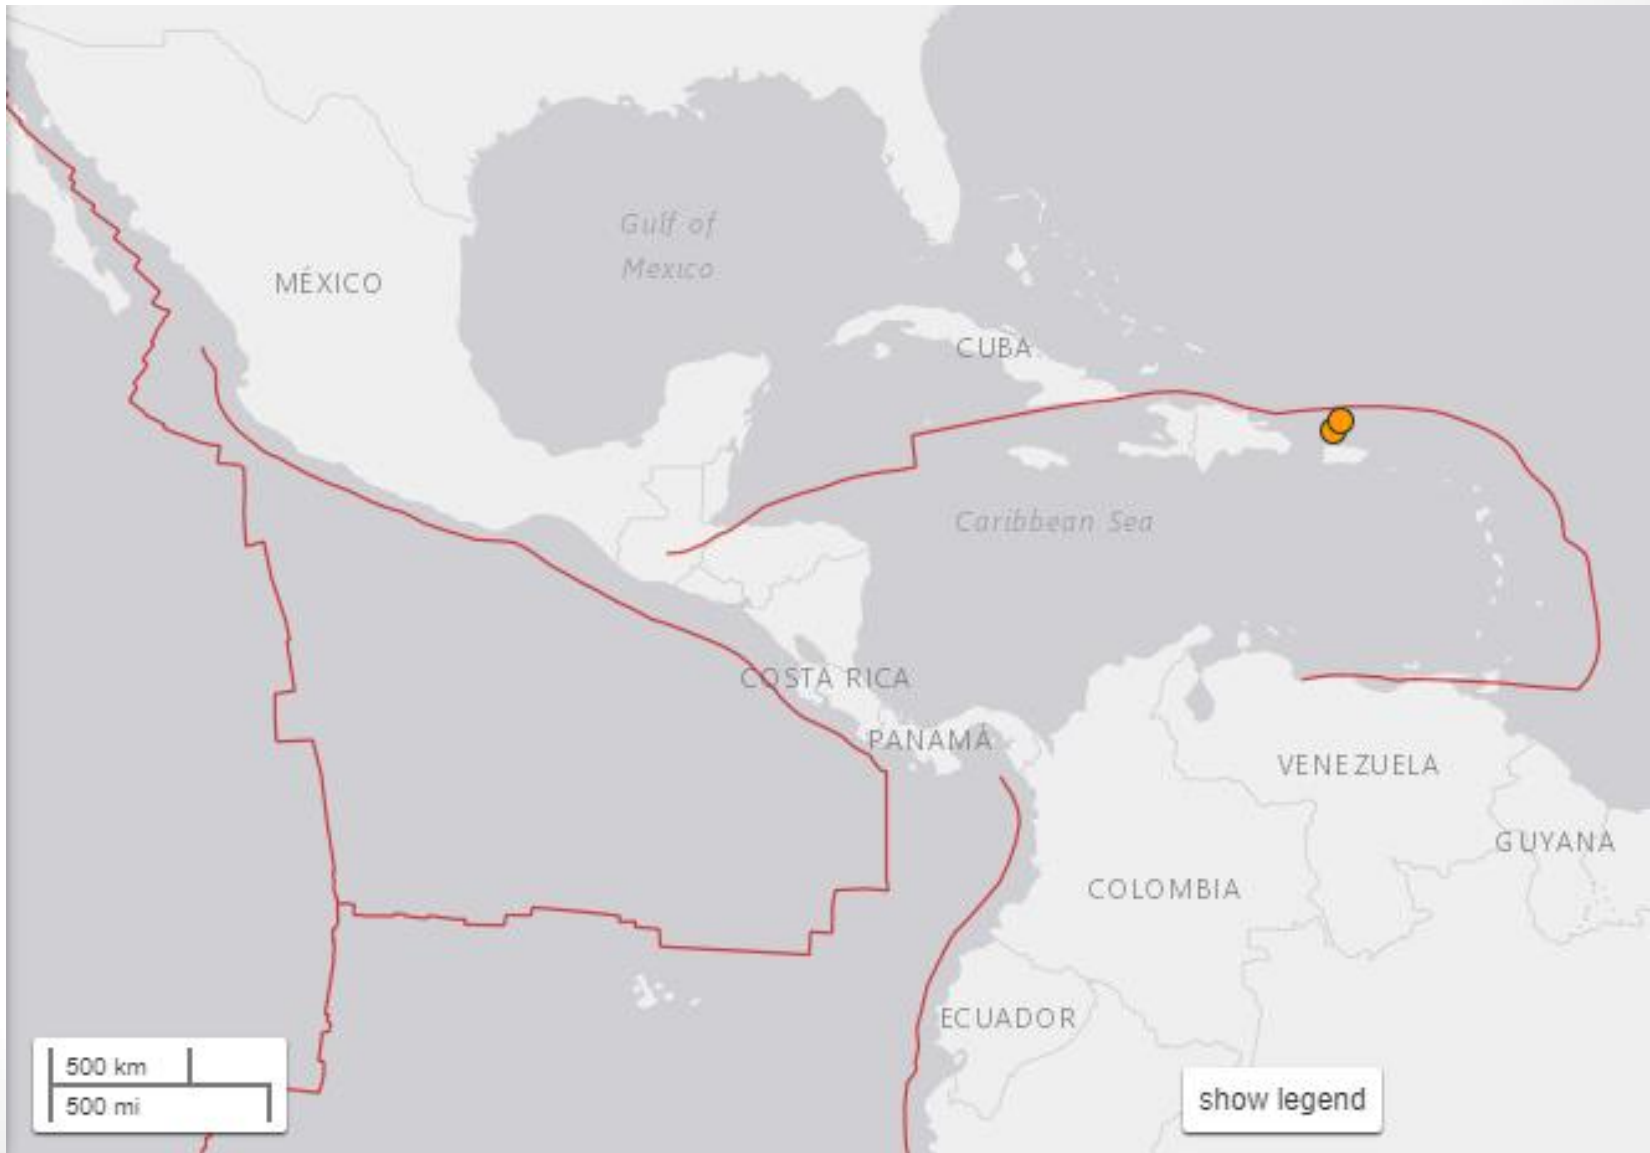 Gulf of
Mexico
MÉXICO
CUBA
Caribbean Sea
COSTA RICA
PANAMÁ
VENEZUELA
GUYANA
COLOMBIA
ECUADOR
500 km
500 mi
show legend